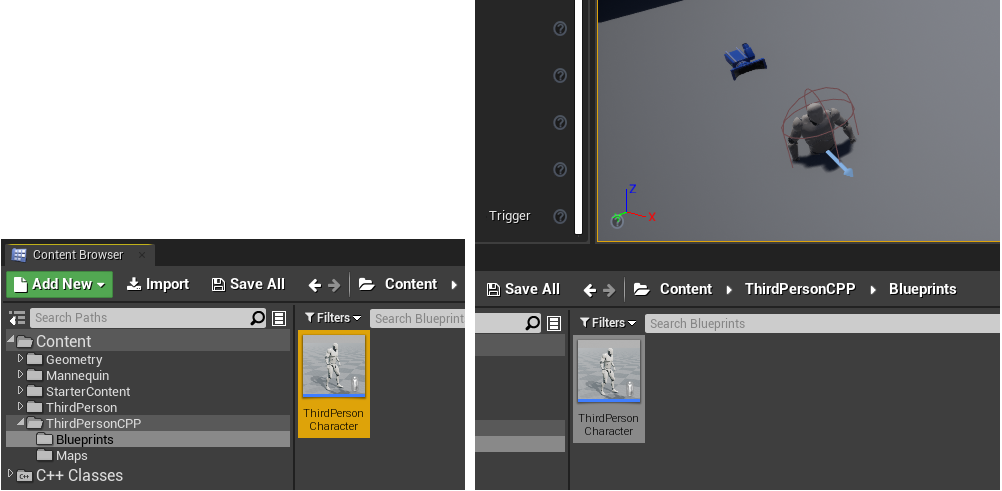 Content Browser
Add New
Import
Save All
Content
Search Paths
Filters
Search Blueprint
Content
Geometry
Mannequin
StarterContent
ThirdPerson
ThirdPersonCPP
Blueprints
Maps
C++ Classes
ThirdPerson
Character
Trigger
Z
X
Save All
Content
ThirdPersonCPP
Blueprints
Filters
Search Blueprints
ThirdPerson
Character